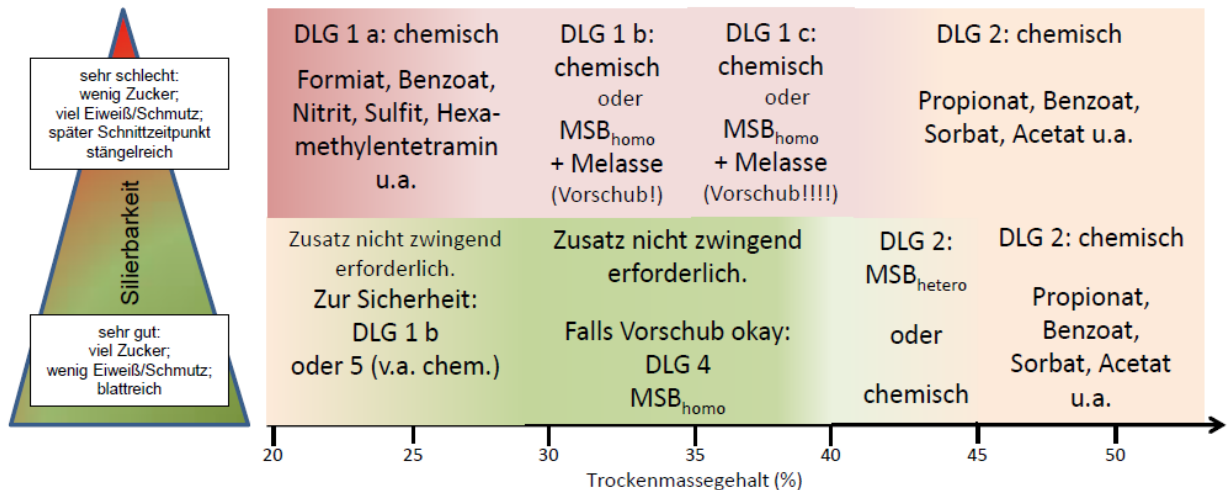 sehr schlecht:
wenig Zucker;
viel Eiweiß/Schmutz;
später Schnittzeitpunkt
stängelreich
Silierbarkeit
sehr gut:
viel Zucker;
wenig Eiweiß/Schmutz;
blattreich
DLG 1 a: chemisch
Formiat, Benzoat,
Nitrit, Sulfit, Hexa-
methylentetramin
u.a.
DLG 1 b:
chemisch
oder
MSBhomo
+ Melasse
(Vorschub!)
DLG 1 c:
chemisch
oder
MSBhomo
+ Melasse
(Vorschub!!!!)
DLG 2: chemisch
Propionat, Benzoat,
Sorbat, Acetat u.a.
Zusatz nicht zwingend
erforderlich.
Zur Sicherheit:
DLG 1 b
oder 5 (v.a. chem.)
Zusatz nicht zwingend
erforderlich.
Falls Vorschub okay:
DLG 4
MSBhomo
DLG 2:
MSBhetero
oder
chemisch
DLG 2: chemisch
Propionat,
Benzoat,
Sorbat, Acetat
u.a.
20 25 30 35 40 45 50
Trockenmassegehalt (%)